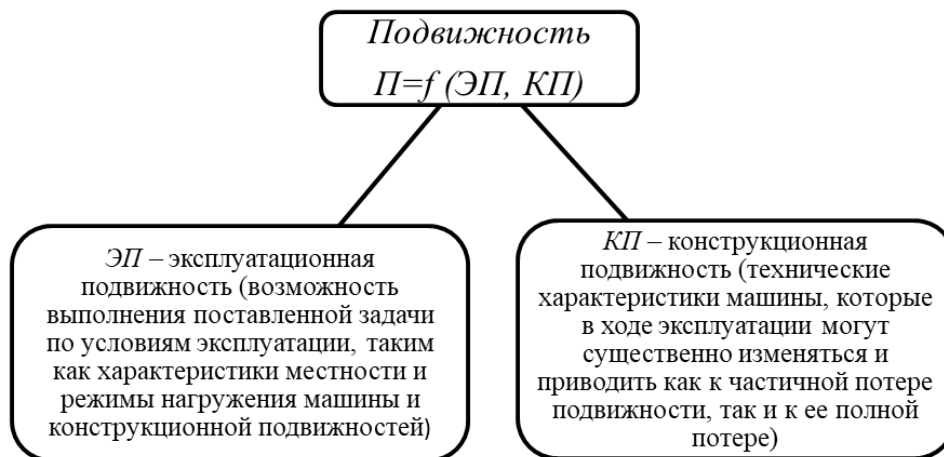 Подвижность
П=f (ЭП, КП)
ЭП – эксплуатационная
подвижность (возможность
выполнения поставленной задачи
по условиям эксплуатации, таким
как характеристики местности и
режимы нагружения машины и
конструкционной подвижностей)
КП – конструкционная
подвижность (технические
характеристики машины, которые
в ходе эксплуатации могут
существенно изменяться и
приводить как к частичной потере
подвижности, так и к ее полной
потере)